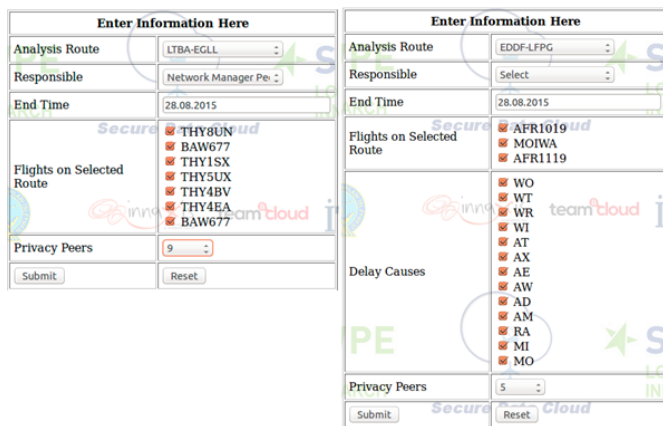 Enter Information Here
Analysis Route
LTBA-EGLL
Responsible
Network Manager Per
End Time
28.08.2015
Flights on Selected
Route
THY8UN
BAW677
THY1SX
THY5UX
THY4BV
THY4EA
BAW677
Privacy Peers
9
Submit
Reset
Secure Data Cloud
team cloud
Enter Information Here
Analysis Route
EDDF-LFPG
Responsible
Select
End Time
28.08.2015
Flights on Selected
Route
AFR1019
MOIWA
AFR1119
Delay Causes
WO
WT
WR
WI
AT
AX
AE
AW
AD
AM
RA
MI
MO
Privacy Peers
5
Submit
Reset
Secure Data Cloud
team cloud